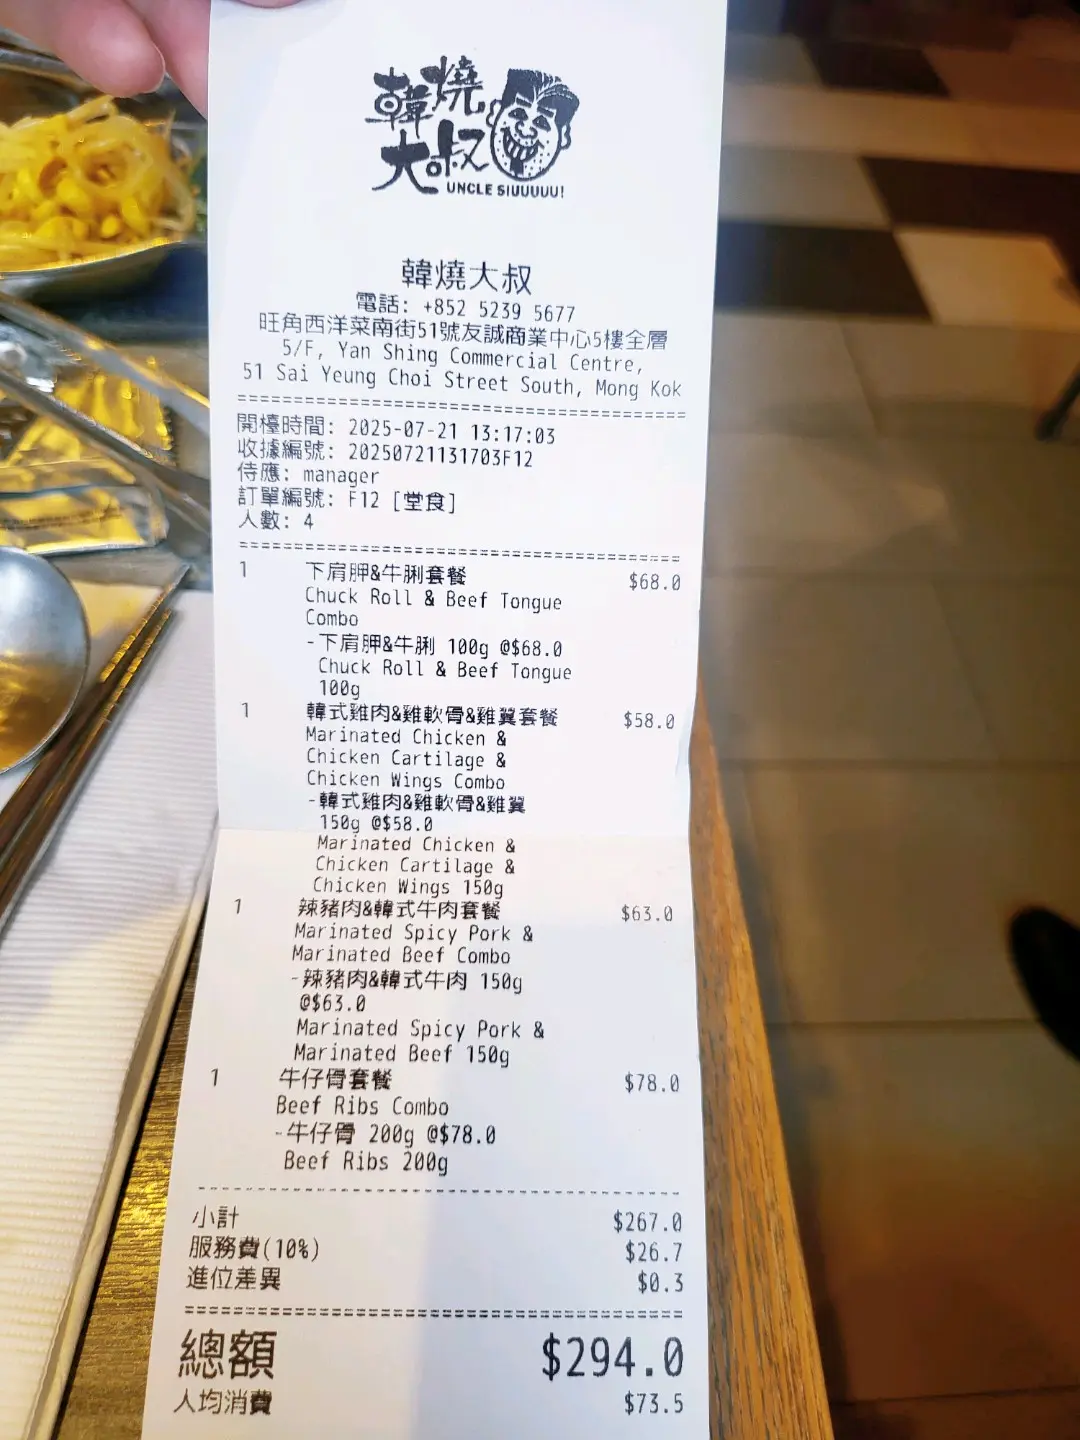 韓燒
大叔
UNCLE SIUUUUU!
韓燒大叔
電話: +852 5239 5677
旺角西洋菜南街51號友誠商業中心5樓全層
5/F, Yan Shing Commercial Centre,
51 Sai Yeung Choi Street South, Mong Kok
開檯時間: 2025-07-21 13:17:03
收據編號: 20250721131703F12
侍應: manager
訂單編號: F12 [堂食]
人數: 4
1 下肩胛&牛脷套餐 $68.0
Chuck Roll & Beef Tongue
Combo
-下肩胛&牛脷 100g @$68.0
Chuck Roll & Beef Tongue
100g
1 韓式雞肉&雞軟骨&雞翼套餐 $58.0
Marinated Chicken &
Chicken Cartilage &
Chicken Wings Combo
-韓式雞肉&雞軟骨&雞翼
150g @$58.0
Marinated Chicken &
Chicken Cartilage &
Chicken Wings 150g
1 辣豬肉&韓式牛肉套餐 $63.0
Marinated Spicy Pork &
Marinated Beef Combo
-辣豬肉&韓式牛肉 150g
@$63.0
Marinated Spicy Pork &
Marinated Beef 150g
1 牛仔骨套餐 $78.0
Beef Ribs Combo
-牛仔骨 200g @$78.0
Beef Ribs 200g
小計 $267.0
服務費(10%) $26.7
進位差異 $0.3
總額 $294.0
人均消費 $73.5